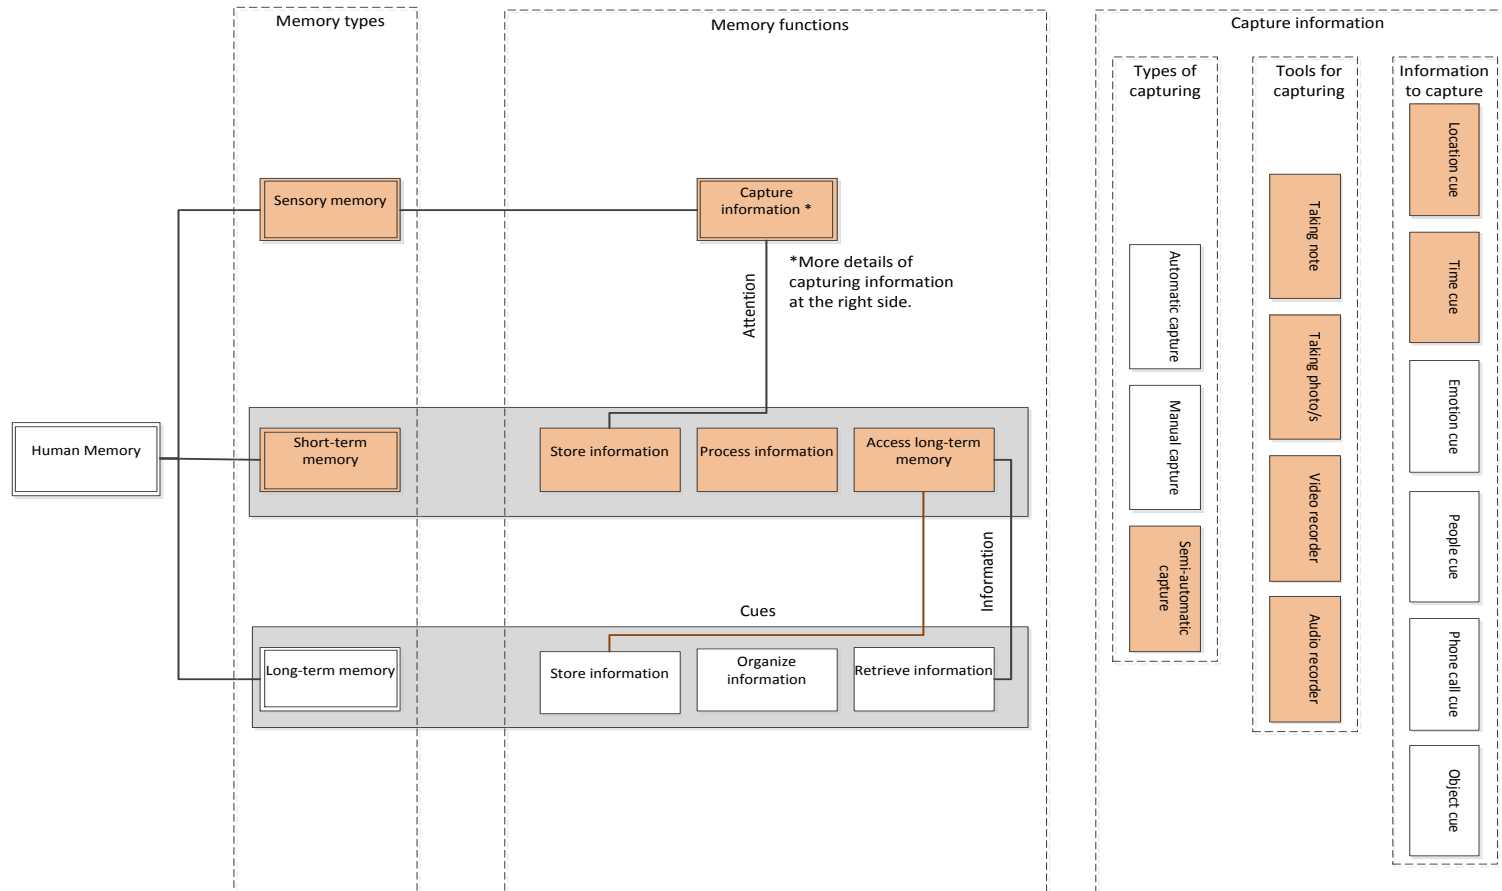 Memory types
Memory functions
Capture information
Types of
capturing
Tools for
capturing
Information
to capture
Human Memory
Sensory memory
Capture
information *
*More details of
capturing information
at the right side.
Attention
Short-term
memory
Store information
Process information
Access long-term
memory
Information
Cues
Long-term memory
Store information
Organize
information
Retrieve information
Automatic capture
Manual capture
Semi-automatic
capture
Taking note
Taking photo/s
Video recorder
Audio recorder
Location cue
Time cue
Emotion cue
People cue
Phone call cue
Object cue